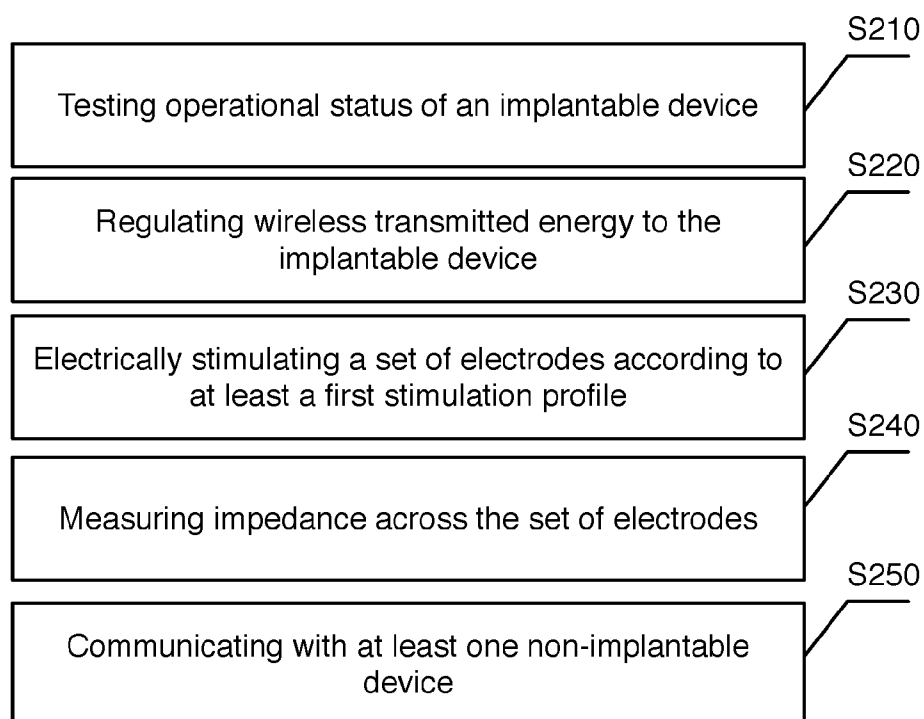 S210
Testing operational status of an implantable device
S220
Regulating wireless transmitted energy to the
implantable device
S230
Electrically stimulating a set of electrodes according to
at least a first stimulation profile
S240
Measuring impedance across the set of electrodes
S250
Communicating with at least one non-implantable
device